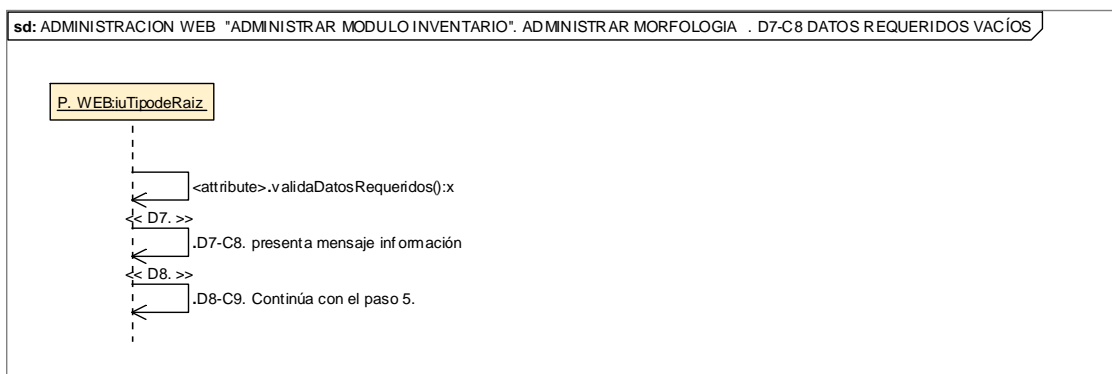 sd: ADMINISTRACION WEB "ADMINISTRAR MODULO INVENTARIO". ADMINISTRAR MORFOLOGIA . D7-C8 DATOS REQUERIDOS VACÍOS
P. WEB:iuTipodeRaiz
<attribute>.validaDatosRequeridos():x
<< D7. >>
.D7-C8. presenta mensaje información
<< D8. >>
.D8-C9. Continúa con el paso 5.